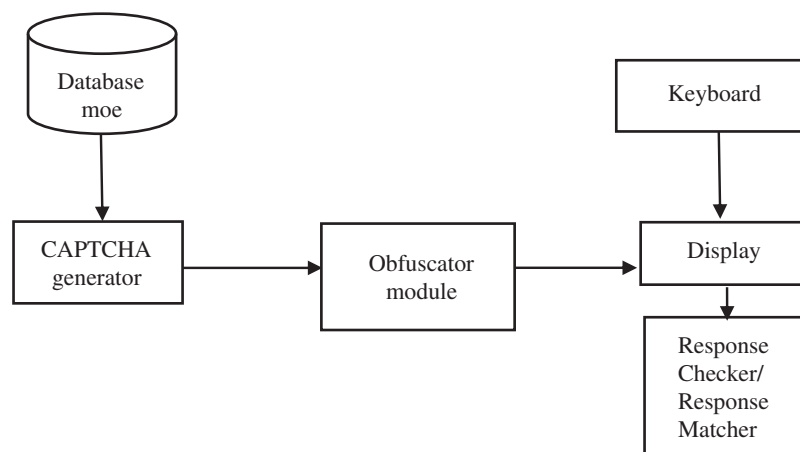 Database
moe
Keyboard
CAPTCHA
generator
Obfuscator
module
Display
Response
Checker/
Response
Matcher